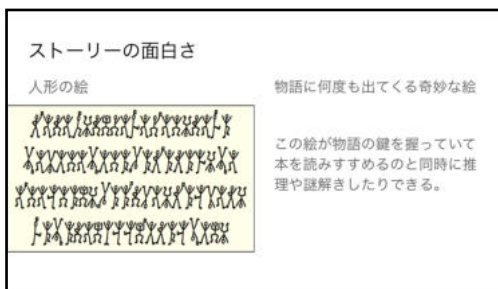 ストーリーの面白さ
人形の絵
物語に何度も出てくる奇妙な絵
この絵が物語の鍵を握っていて
本を読みすすめるのと同時に推
理や謎解きしたりできる。